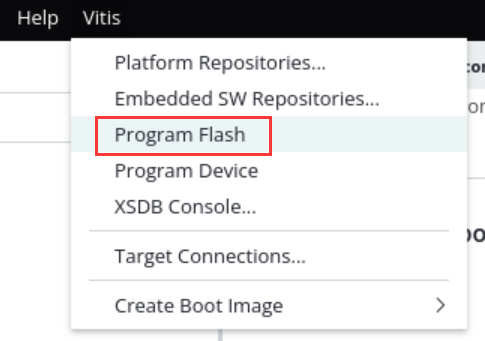 Help Vitis
Platform Repositories...
Embedded SW Repositories...
Program Flash
Program Device
XSDB Console...
Target Connections...
Create Boot Image